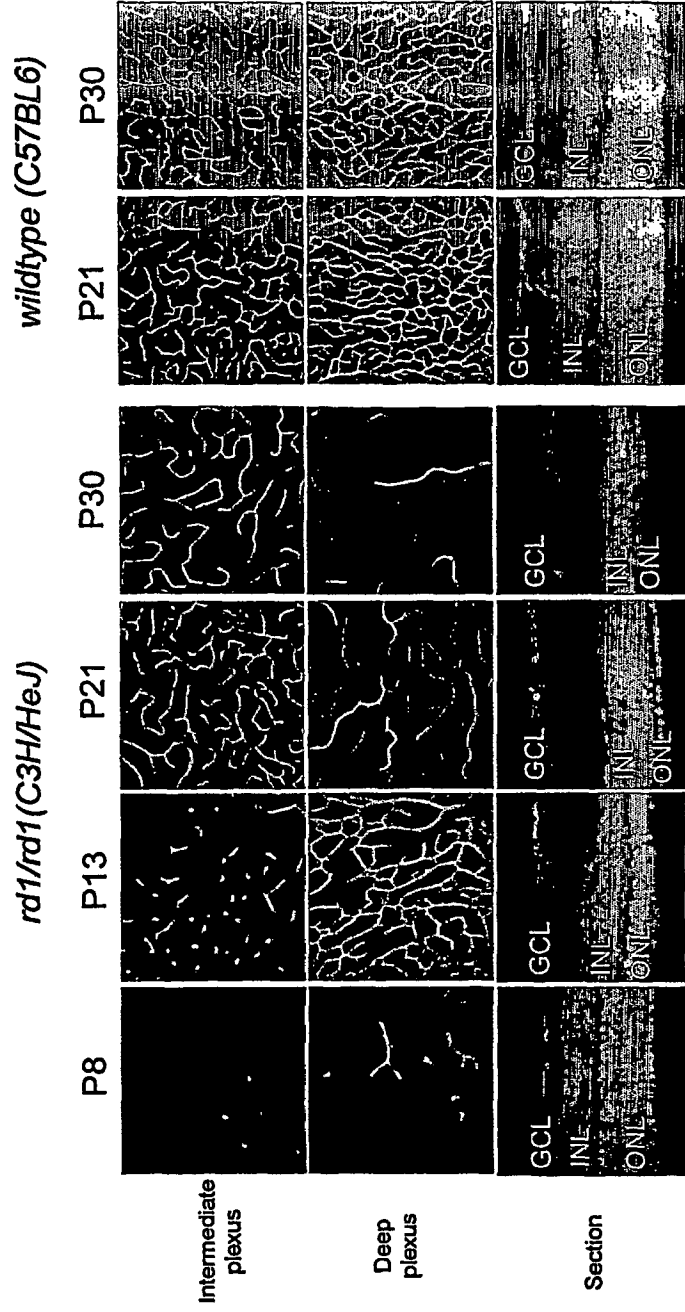 rd1/rd1 (C3H/HeJ)
wildtype (C57BL6)
P8
P13
P21
P30
P21
P30
Intermediate
plexus
Deep
plexus
Section
GCL
INL
ONL
GCL
INL
ONL
GCL
INL
ONL
GCL
INL
ONL
GCL
INL
ONL
GCL
INL
ONL